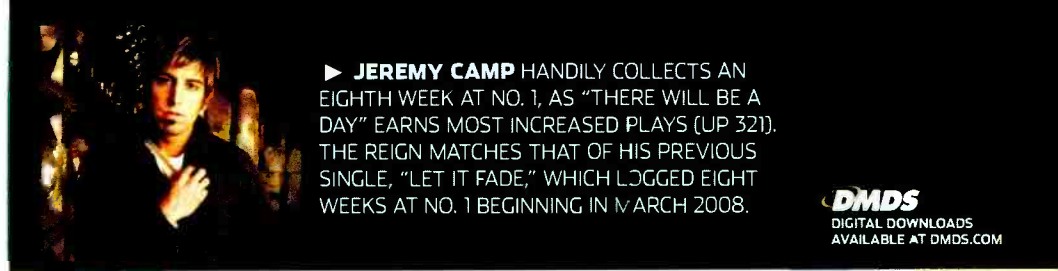 ► JEREMY CAMP HANDILY COLLECTS AN
EIGHTH WEEK AT NO. 1, AS "THERE WILL BE A
DAY" EARNS MOST INCREASED PLAYS (UP 321).
THE REIGN MATCHES THAT OF HIS PREVIOUS
SINGLE, "LET IT FADE," WHICH LOGGED EIGHT
WEEKS AT NO. 1 BEGINNING IN MARCH 2008.
DMDS
DIGITAL DOWNLOADS
AVAILABLE AT DMDS.COM